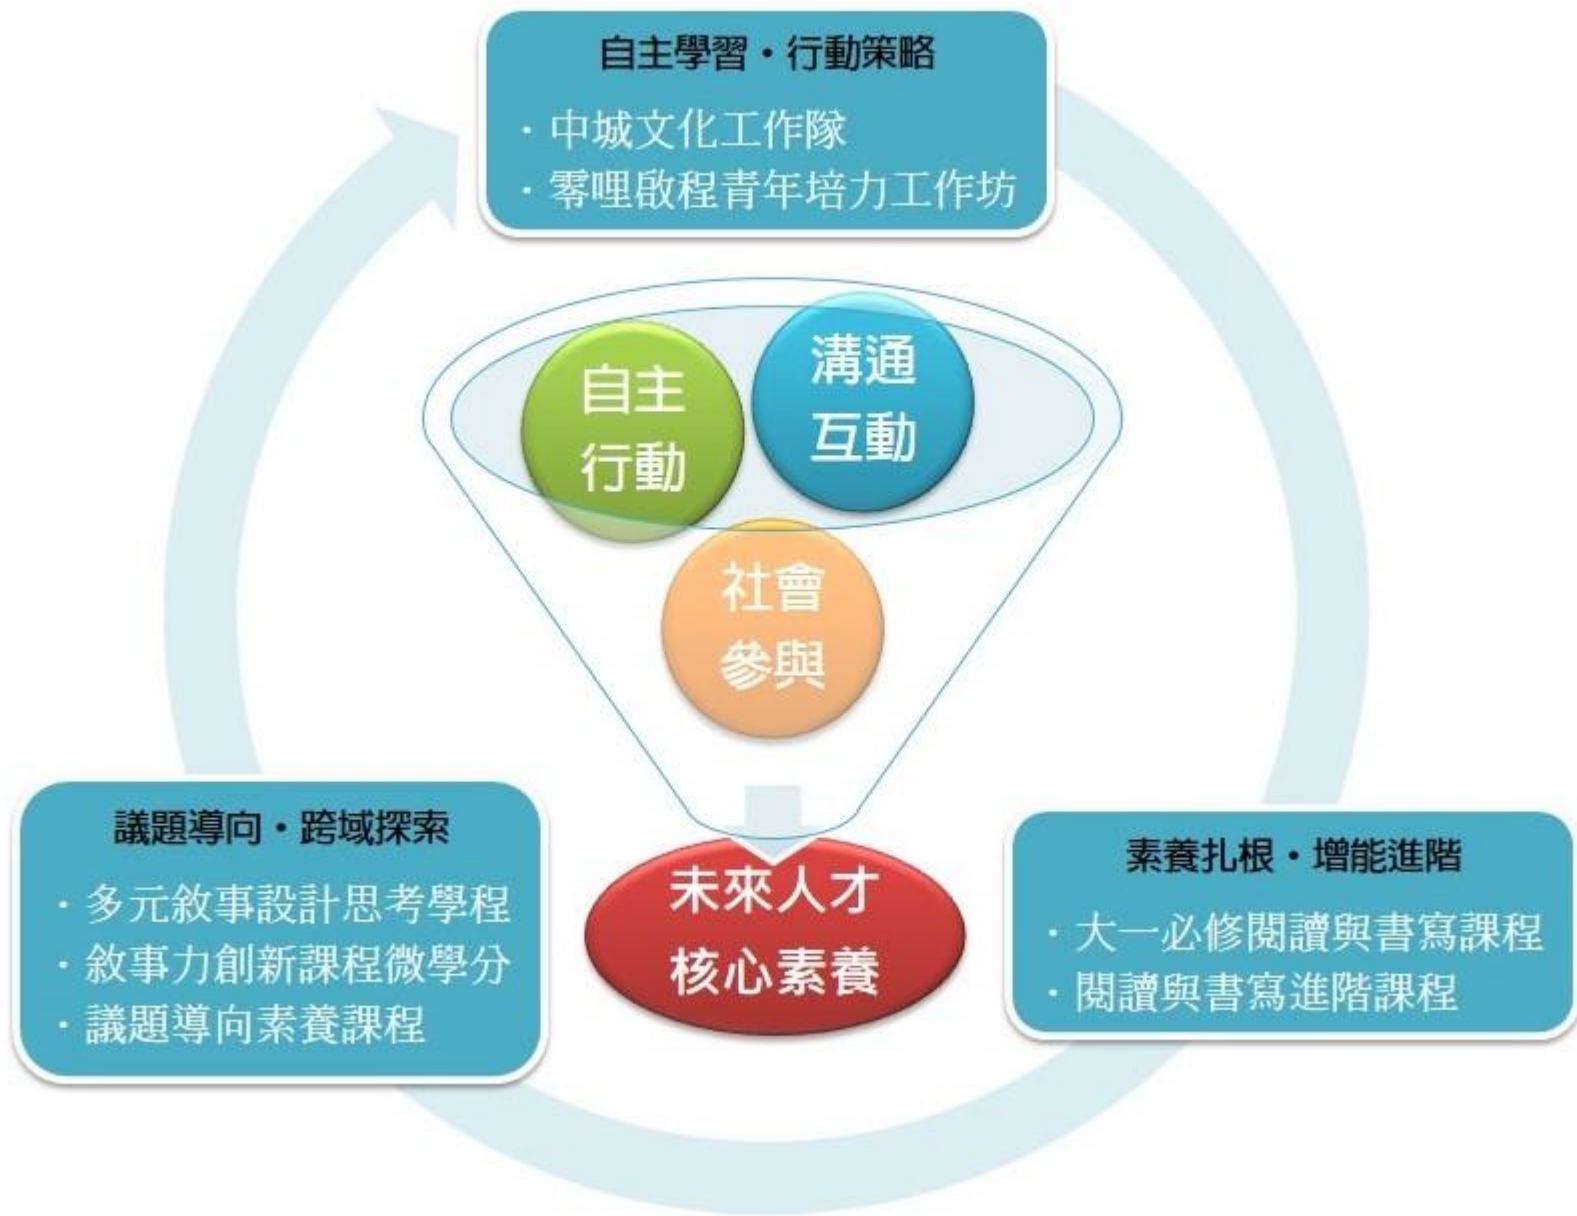 自主學習・行動策略
・中城文化工作隊
・零哩啟程青年培力工作坊
自主
行動
溝通
互動
社會
參與
未來人才
核心素養
議題導向・跨域探索
・多元敘事設計思考學程
・敘事力創新課程微學分
・議題導向素養課程
素養扎根・增能進階
・大一必修閱讀與書寫課程
・閱讀與書寫進階課程